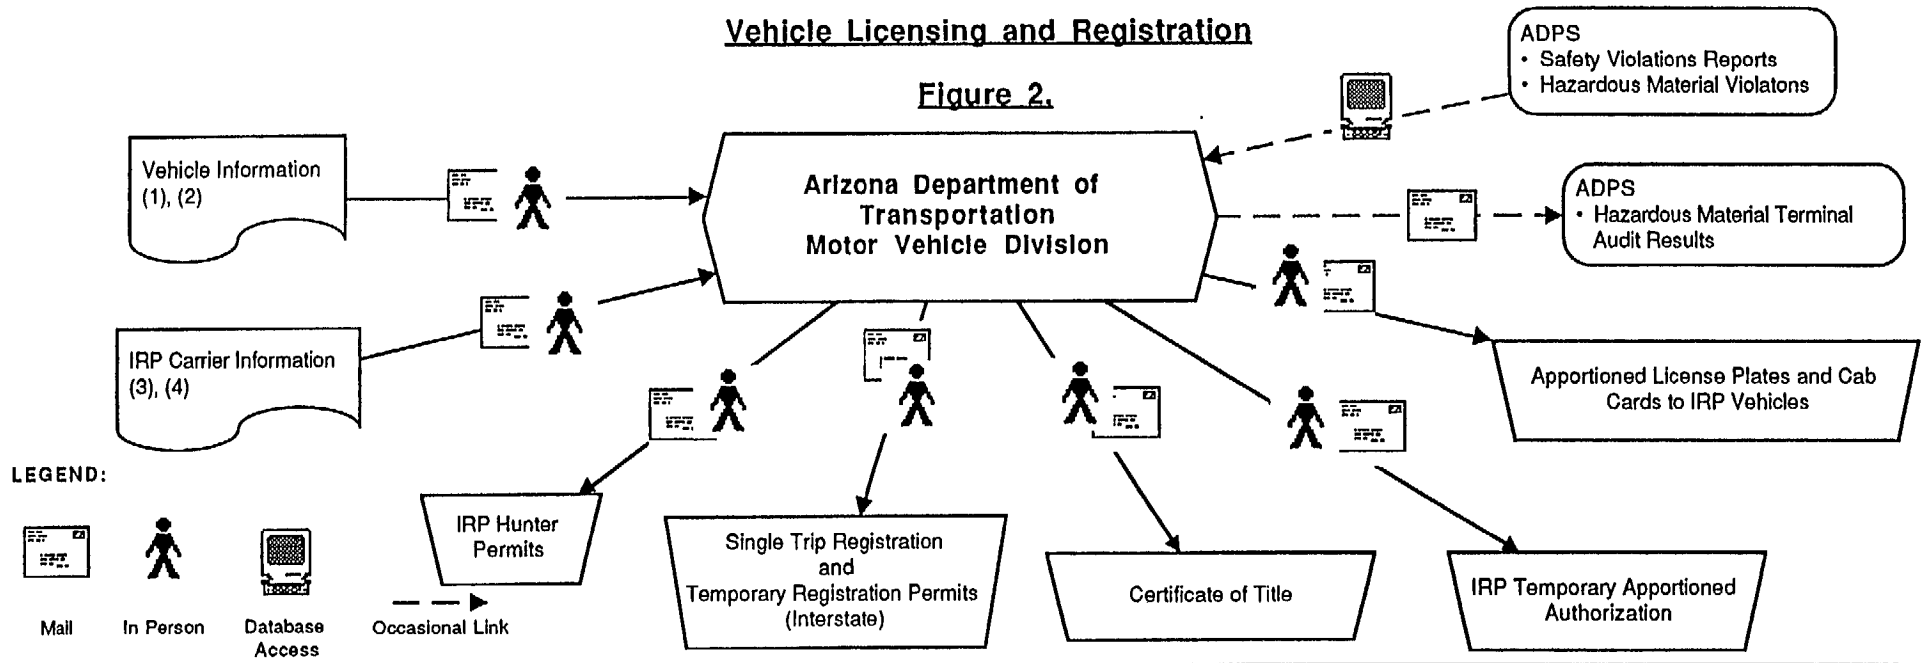 Vehicle Licensing and Registration
Figure 2.
ADPS
• Safety Violations Reports
• Hazardous Material Violatons
Vehicle Information
(1), (2)
Arizona Department of
Transportation
Motor Vehicle Division
ADPS
• Hazardous Material Terminal
Audit Results
IRP Carrier Information
(3), (4)
Apportioned License Plates and Cab
Cards to IRP Vehicles
IRP Hunter
Permits
Single Trip Registration
and
Temporary Registration Permits
(Interstate)
Certificate of Title
IRP Temporary Apportioned
Authorization
LEGEND:
Mail
In Person
Database
Access
Occasional Link